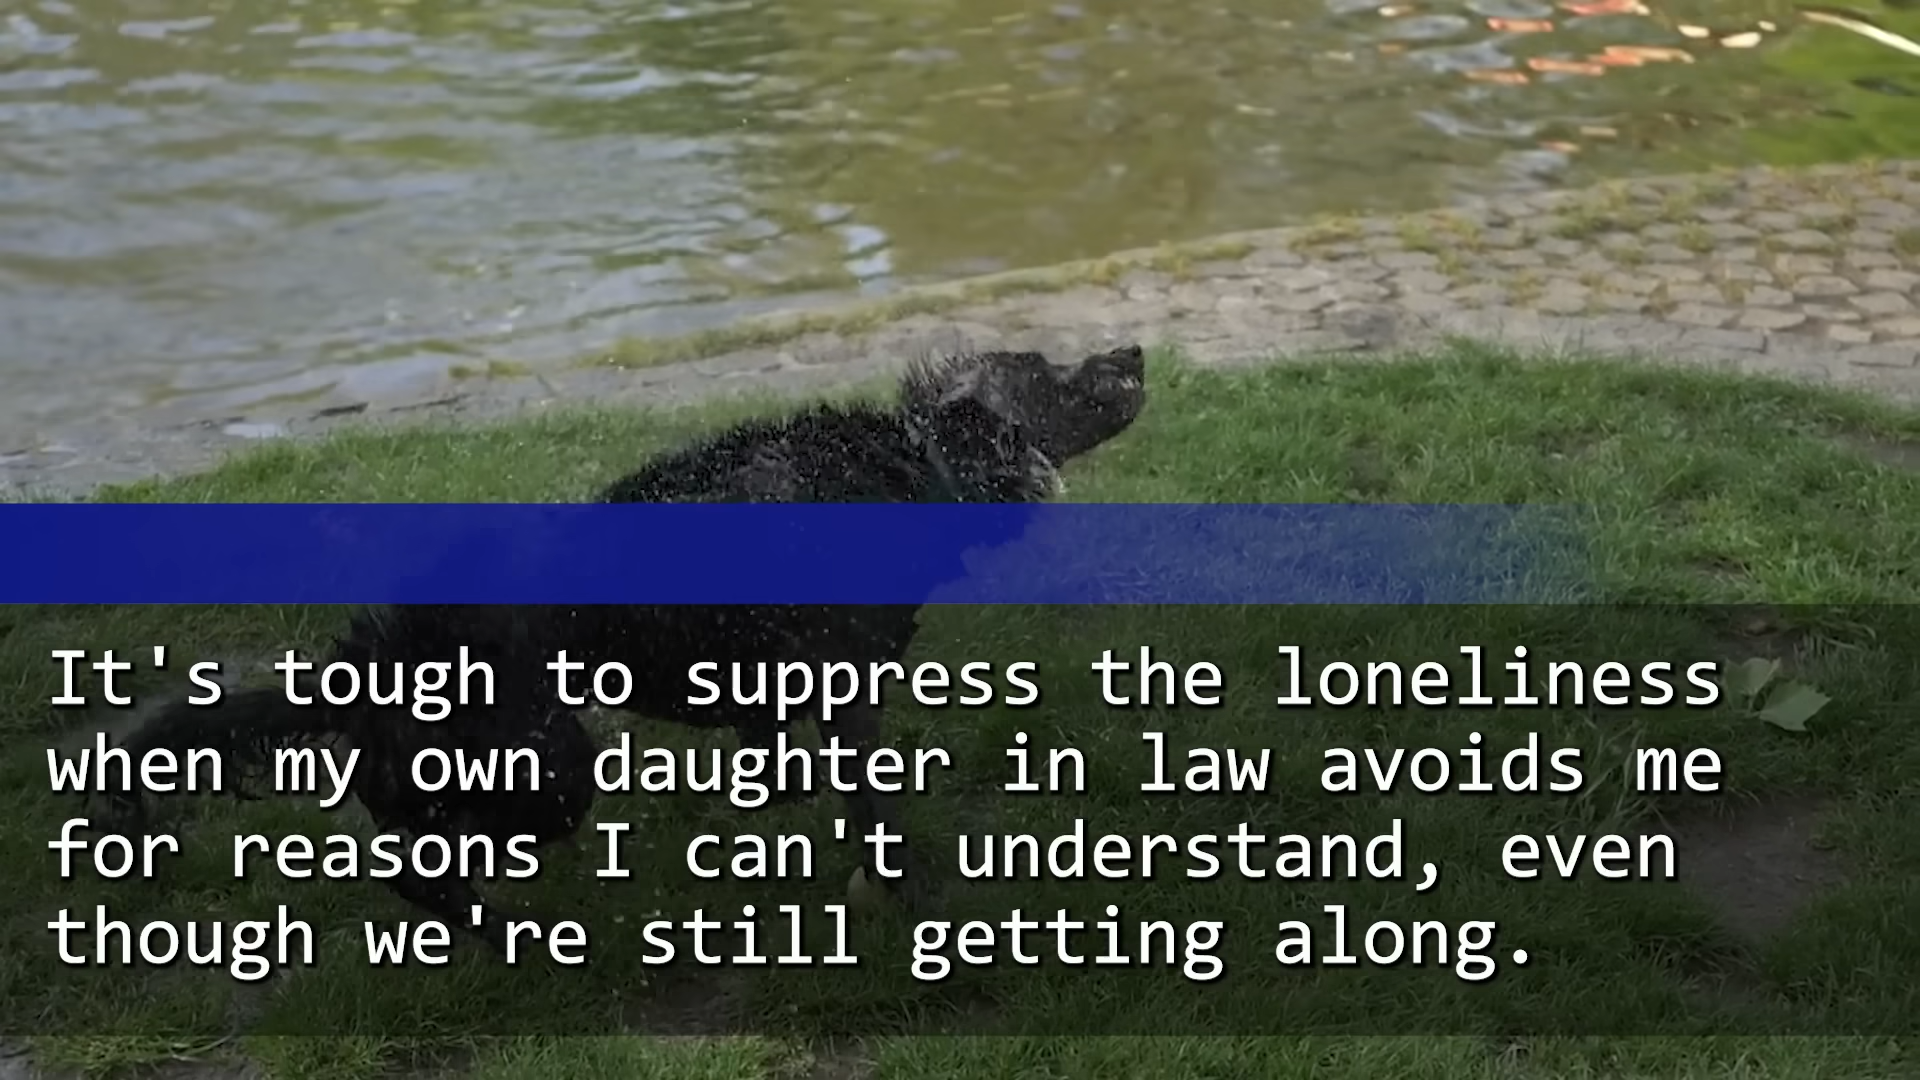 It's tough to suppress the loneliness
when my own daughter in law avoids me
for reasons I can't understand, even
though we're still getting along.